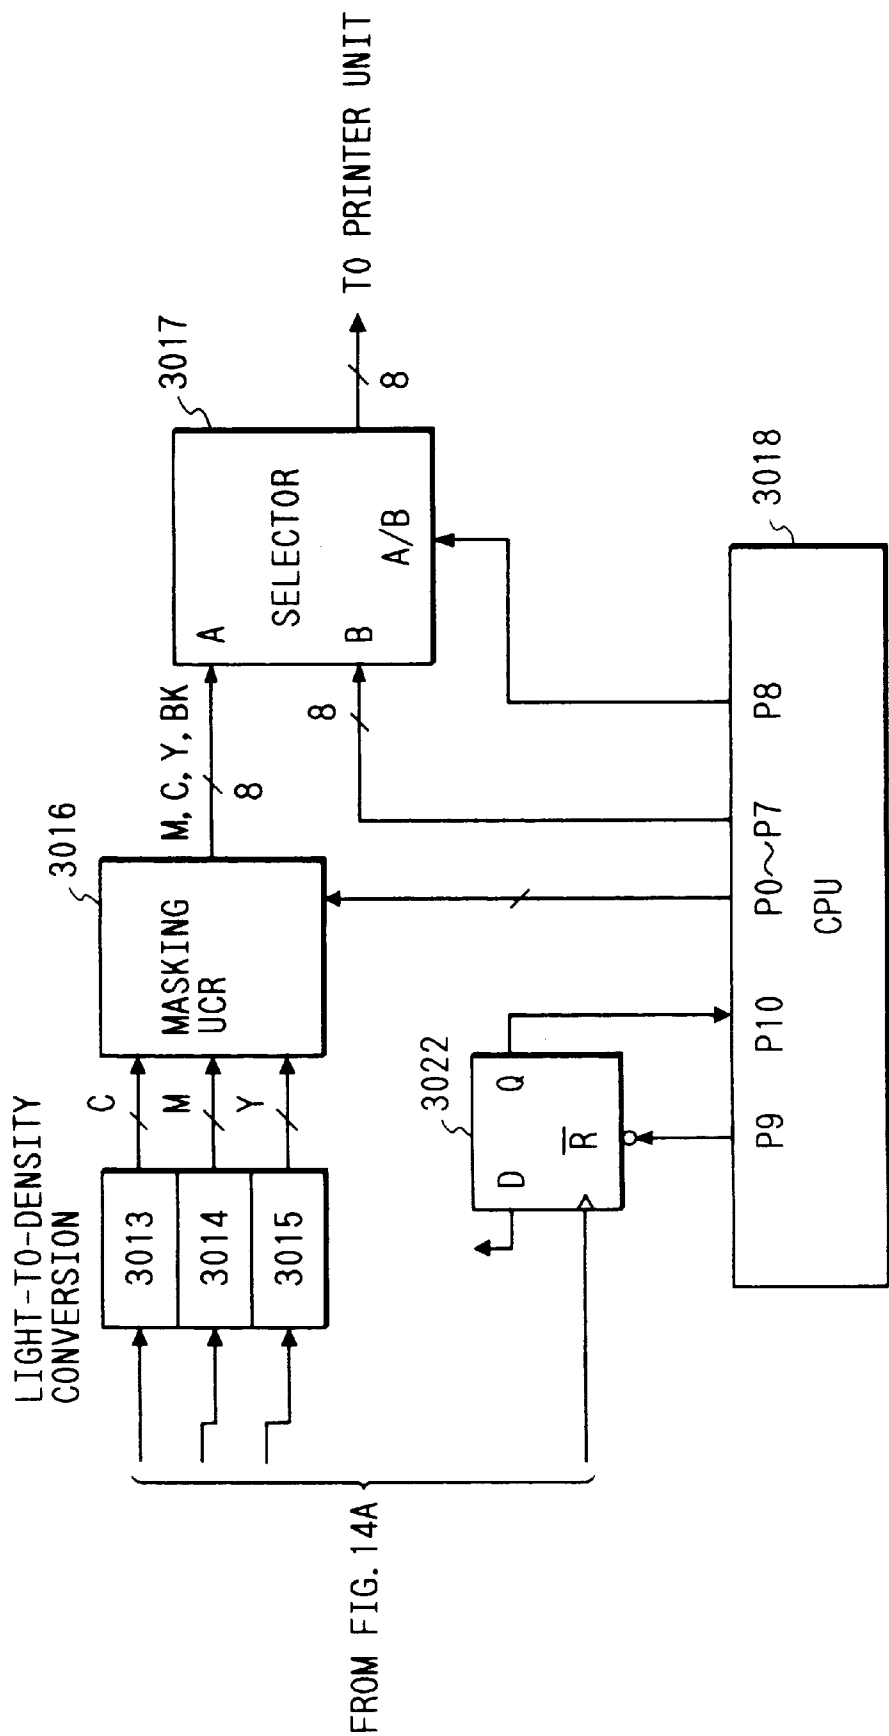 LIGHT-TO-DENSITY
CONVERSION
3013
3014
3015
C
M
Y
3016
MASKING
UCR
M, C, Y, BK
8
3017
A
SELECTOR
B
A/B
8
8
TO PRINTER UNIT
FROM FIG. 14A
3022
D
Q
R̅
P9
P10
P0~P7
P8
CPU
3018